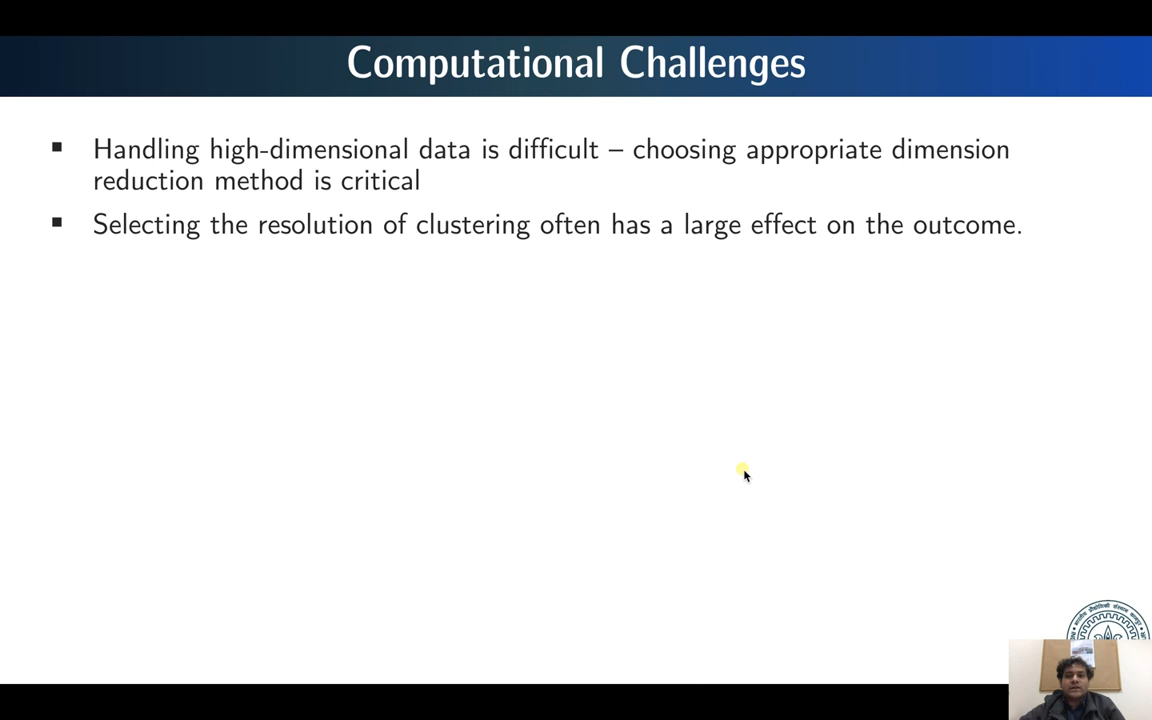 Computational Challenges
▪ Handling high-dimensional data is difficult – choosing appropriate dimension
reduction method is critical
▪ Selecting the resolution of clustering often has a large effect on the outcome.